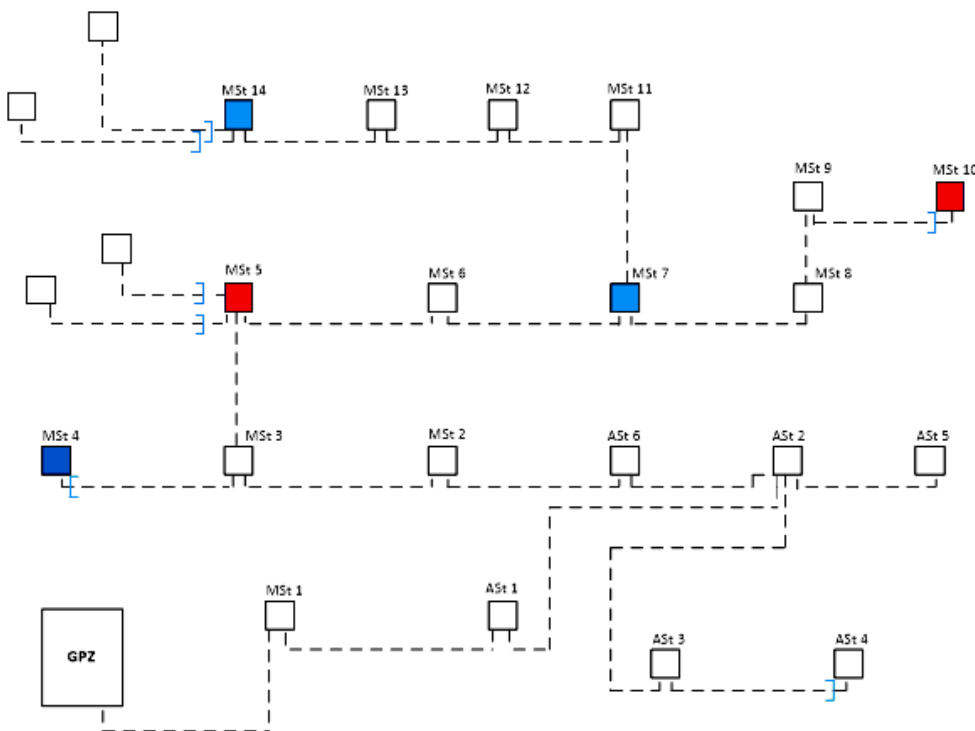 MSt 14
MSt 13
MSt 12
MSt 11
MSt 9
MSt 10
MSt 5
MSt 6
MSt 7
MSt 8
MSt 4
MSt 3
MSt 2
ASt 6
ASt 2
ASt 5
MSt 1
ASt 1
GPZ
ASt 3
ASt 4